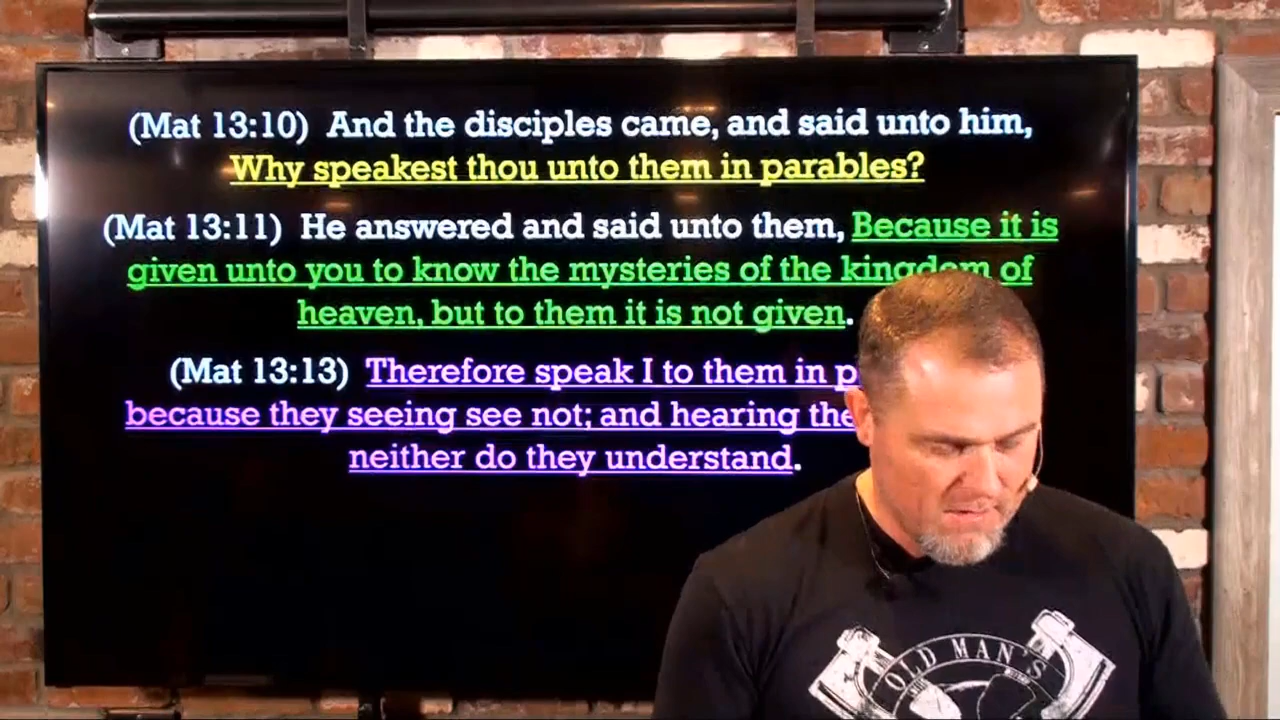 (Mat 13:10) And the disciples came, and said unto him,
Why speakest thou unto them in parables?
(Mat 13:11) He answered and said unto them, Because it is
given unto you to know the mysteries of the kingdom of
heaven, but to them it is not given.
(Mat 13:13) Therefore speak I to them in
because they seeing see not; and hearing
neither do they understand.
OLD MAN'S